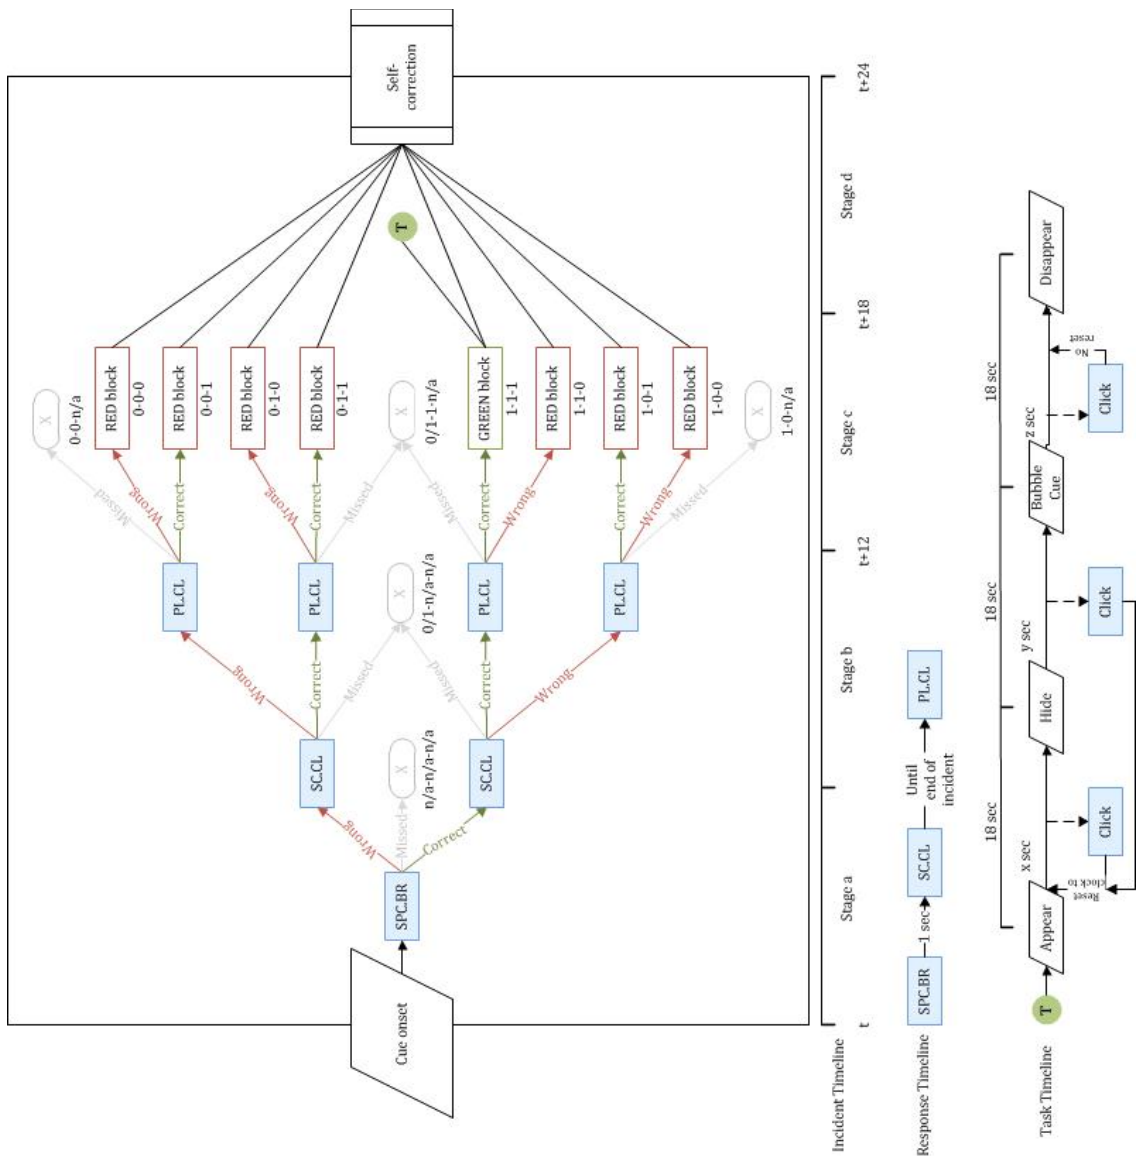 Cue onset
SPC.BR
Wrong
Missed
Correct
SC.CL
X
n/a-n/a-n/a
SC.CL
Wrong
Correct
Missed
Missed
Correct
Wrong
PL.CL
PL.CL
X
0/1-n/a-n/a
PL.CL
PL.CL
Missed
Wrong
Correct
Wrong
Correct
Missed
Missed
Correct
Wrong
Correct
Wrong
Missed
X
0-0-n/a
RED block
0-0-0
RED block
0-0-1
RED block
0-1-0
RED block
0-1-1
X
0/1-1-n/a
GREEN block
1-1-1
RED block
1-1-0
RED block
1-0-1
RED block
1-0-0
X
1-0-n/a
T
Self-
correction
Incident Timeline
t
Stage a
Stage b
t+12
Stage c
t+18
Stage d
t+24
Response Timeline
SPC.BR
1 sec
SC.CL
Until
end of
incident
PL.CL
Task Timeline
18 sec
18 sec
18 sec
T
Appear
x sec
Hide
y sec
Bubble
Cue
z sec
Disappear
Reset
clock to
Click
Click
Click
No
reset